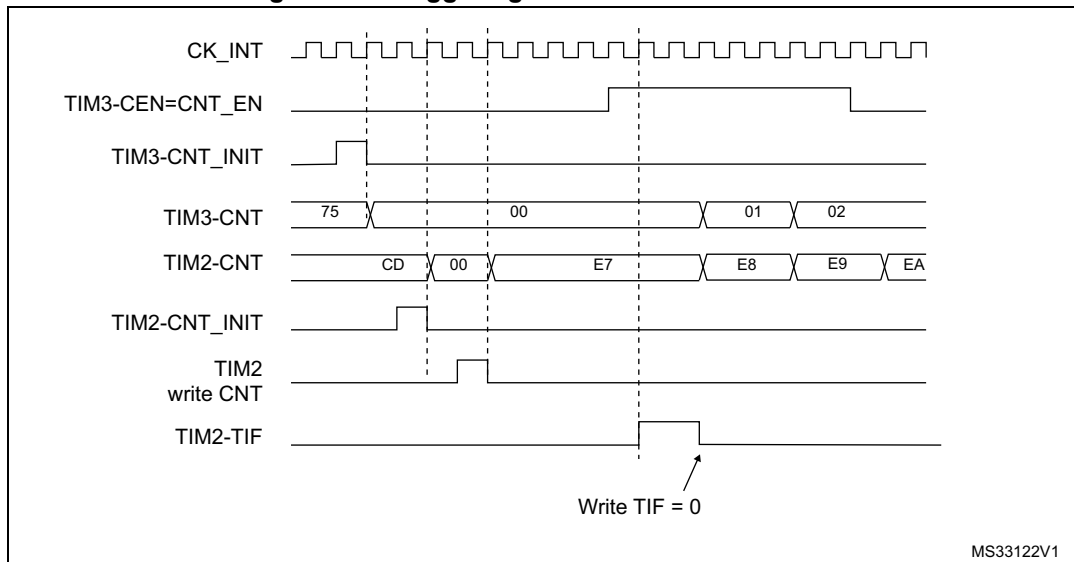 CK_INT
TIM3-CEN=CNT_EN
TIM3-CNT_INIT
TIM3-CNT 75 00 01 02
TIM2-CNT CD 00 E7 E8 E9 EA
TIM2-CNT_INIT
TIM2
write CNT
TIM2-TIF
Write TIF = 0
MS33122V1